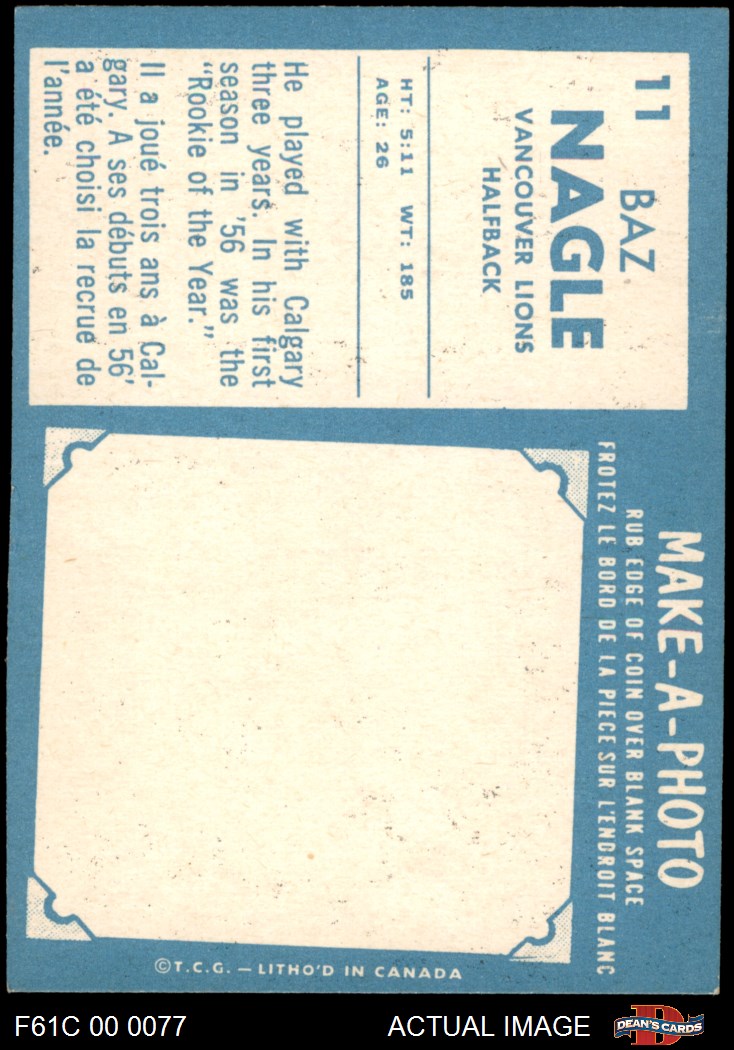 11
BAZ
NAGLE
VANCOUVER LIONS
HALFBACK
HT: 5:11 WT: 185
AGE: 26
He played with Calgary
three years. In his first
season in '56 was the
"Rookie of the Year."
Il a joué trois ans à Cal-
gary. A ses débuts en 56'
a été choisi la recrue de
l'année.
MAKE-A-PHOTO
RUB EDGE OF COIN OVER BLANK SPACE
FROTEZ LE BORD DE LA PIECE SUR L'ENDROIT BLANC
©T.C.G. — LITHO'D IN CANADA
F61C 00 0077
ACTUAL IMAGE
D
DEAN'S CARDS